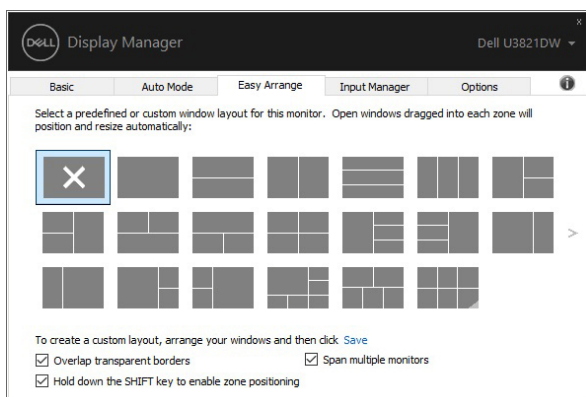 x
DELL Display Manager Dell U3821DW
Basic Auto Mode Easy Arrange Input Manager Options
Select a predefined or custom window layout for this monitor. Open windows dragged into each zone will
position and resize automatically:
>
To create a custom layout, arrange your windows and then click Save
Overlap transparent borders Span multiple monitors
Hold down the SHIFT key to enable zone positioning